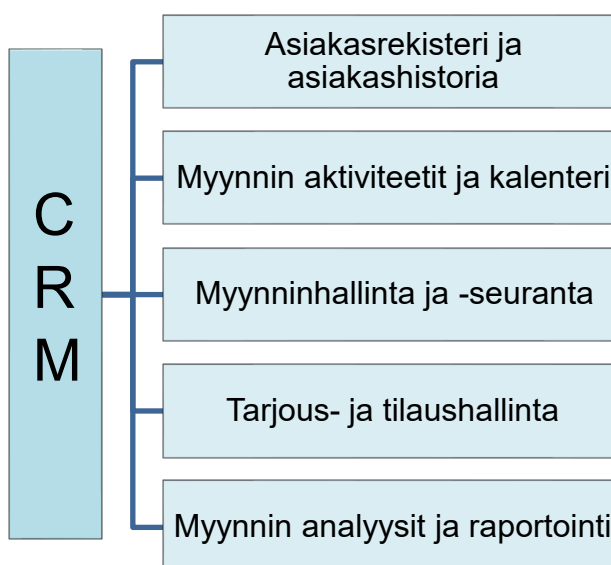 C
R
M
Asiakasrekisteri ja
asiakashistoria
Myynnin aktiviteetit ja kalenteri
Myynninhallinta ja -seuranta
Tarjous- ja tilaushallinta
Myynnin analyysit ja raportointi